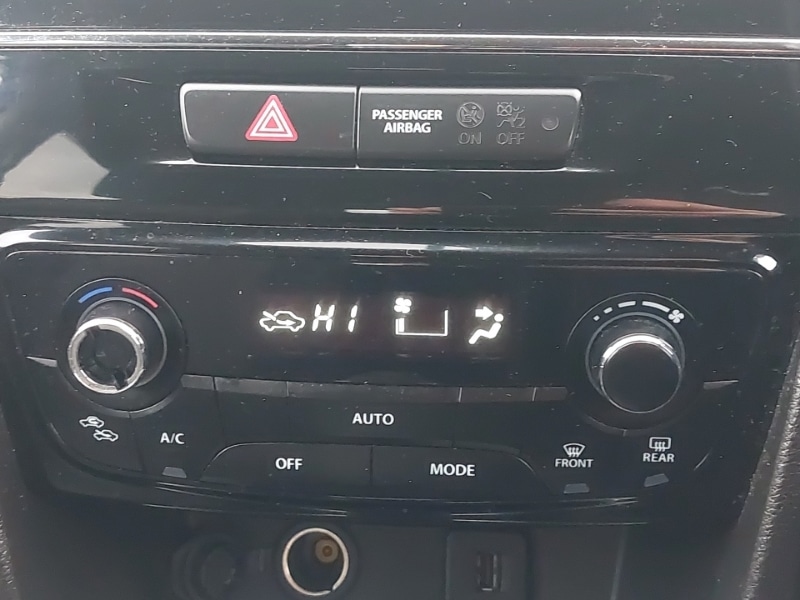 PASSENGER
AIRBAG
ON OFF
HI
AUTO
A/C
OFF
MODE
FRONT
REAR